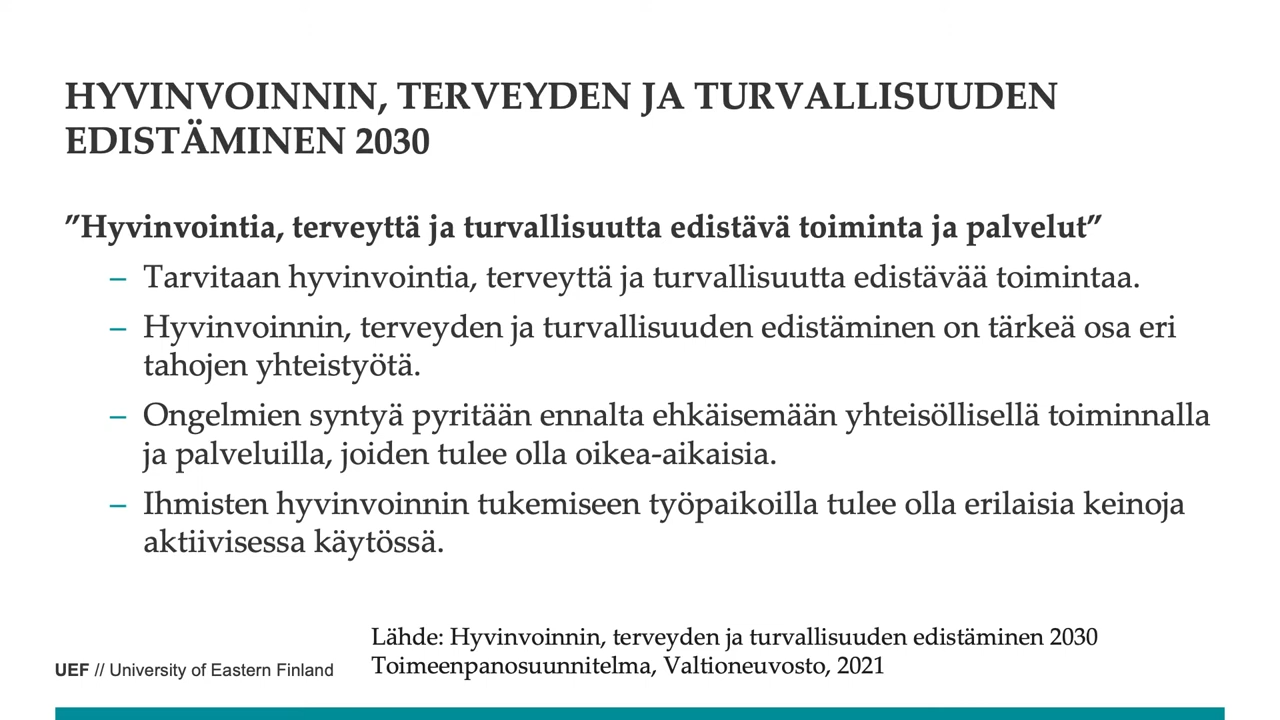 HYVINVOINNIN, TERVEYDEN JA TURVALLISUUDEN
EDISTÄMINEN 2030
”Hyvinvointia, terveyttä ja turvallisuutta edistävä toiminta ja palvelut”
– Tarvitaan hyvinvointia, terveyttä ja turvallisuutta edistävää toimintaa.
– Hyvinvoinnin, terveyden ja turvallisuuden edistäminen on tärkeä osa eri
tahojen yhteistyötä.
– Ongelmien syntyä pyritään ennalta ehkäisemään yhteisöllisellä toiminnalla
ja palveluilla, joiden tulee olla oikea-aikaisia.
– Ihmisten hyvinvoinnin tukemiseen työpaikoilla tulee olla erilaisia keinoja
aktiivisessa käytössä.
Lähde: Hyvinvoinnin, terveyden ja turvallisuuden edistäminen 2030
Toimeenpanosuunnitelma, Valtioneuvosto, 2021
UEF // University of Eastern Finland